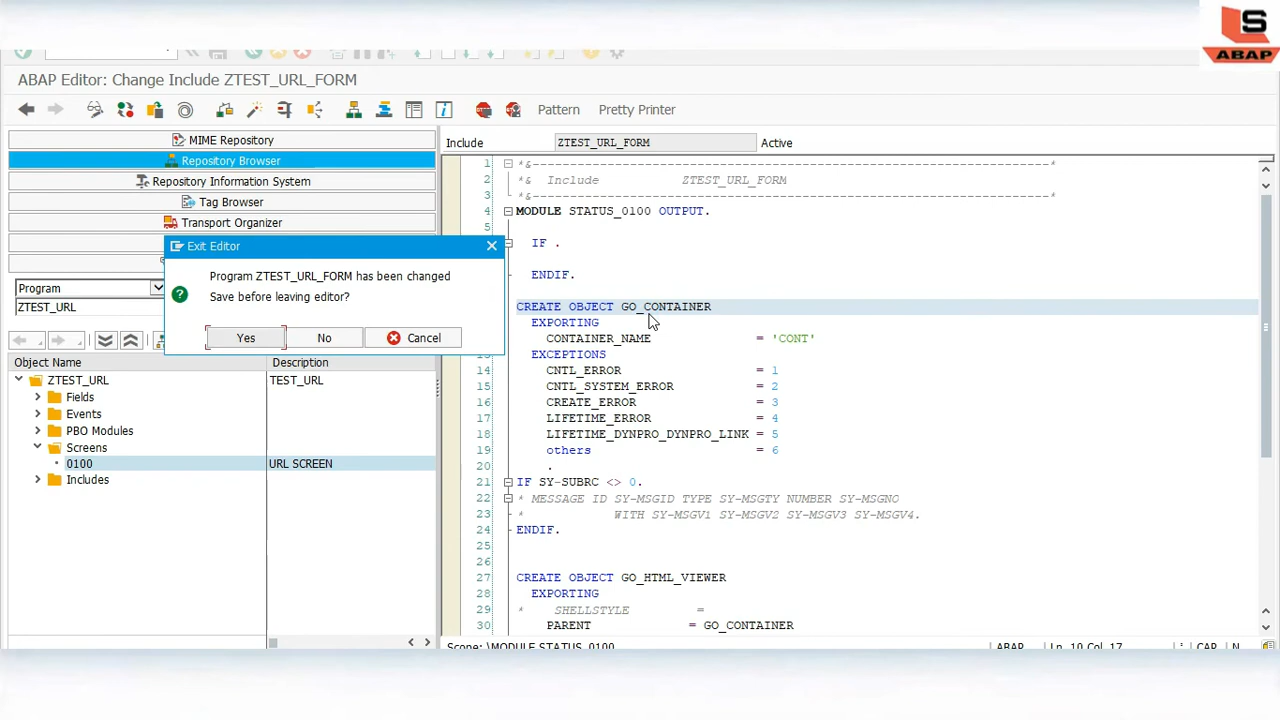 S
ABAP
ABAP Editor: Change Include ZTEST_URL_FORM
Pattern
Pretty Printer
MIME Repository
Repository Browser
Repository Information System
Tag Browser
Transport Organizer
Program
ZTEST_URL
Object Name
Description
ZTEST_URL
TEST_URL
Fields
Events
PBO Modules
Screens
0100
URL SCREEN
Includes
Exit Editor
Program ZTEST_URL_FORM has been changed
Save before leaving editor?
Yes
No
Cancel
Include
ZTEST_URL_FORM
Active
1 *&---------------------------------------------------------------------*
2 *&  Include           ZTEST_URL_FORM
3 *&---------------------------------------------------------------------*
4 MODULE STATUS_0100 OUTPUT.
5
IF .
ENDIF.
CREATE OBJECT GO_CONTAINER
EXPORTING
CONTAINER_NAME = 'CONT'
EXCEPTIONS
14 CNTL_ERROR = 1
15 CNTL_SYSTEM_ERROR = 2
16 CREATE_ERROR = 3
17 LIFETIME_ERROR = 4
18 LIFETIME_DYNPRO_DYNPRO_LINK = 5
19 others = 6
20 .
21 IF SY-SUBRC <> 0.
22 * MESSAGE ID SY-MSGID TYPE SY-MSGTY NUMBER SY-MSGNO
23 *            WITH SY-MSGV1 SY-MSGV2 SY-MSGV3 SY-MSGV4.
24 ENDIF.
25
26
27 CREATE OBJECT GO_HTML_VIEWER
28 EXPORTING
29 *    SHELLSTYLE         =
30 PARENT = GO_CONTAINER
Scope: \MODULE STATUS_0100
ABAP
Ln 10 Col 17
CAP
N